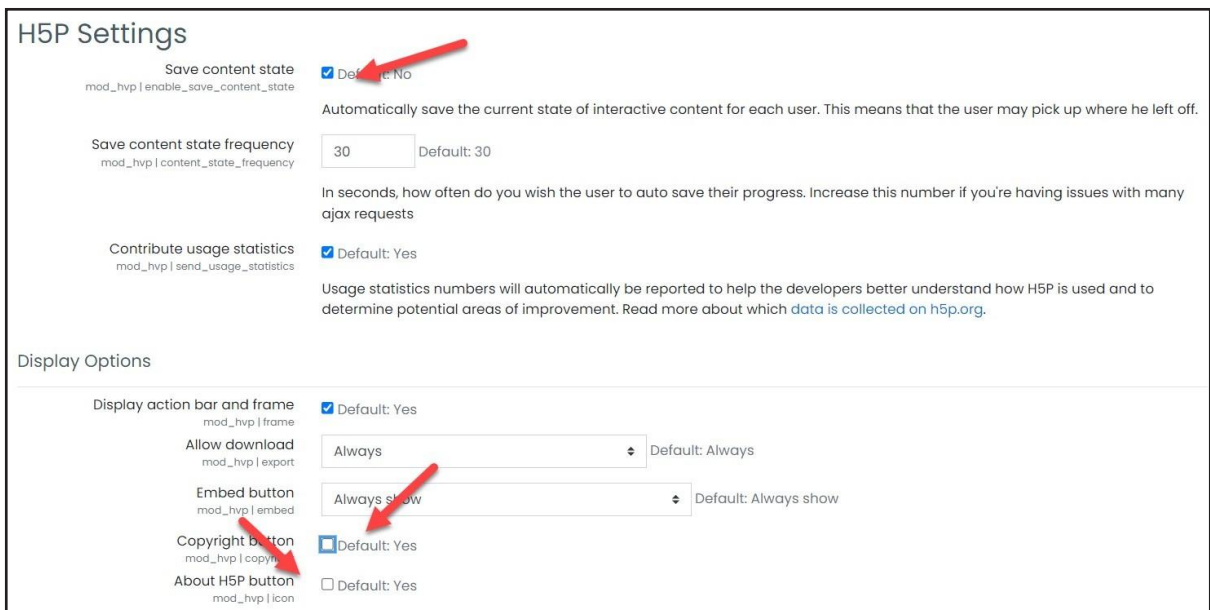 H5P Settings
Save content state
mod_hvp | enable_save_content_state
Default: No
Automatically save the current state of interactive content for each user. This means that the user may pick up where he left off.
Save content state frequency
mod_hvp | content_state_frequency
30 Default: 30
In seconds, how often do you wish the user to auto save their progress. Increase this number if you're having issues with many
ajax requests
Contribute usage statistics
mod_hvp | send_usage_statistics
Default: Yes
Usage statistics numbers will automatically be reported to help the developers better understand how H5P is used and to
determine potential areas of improvement. Read more about which data is collected on h5p.org.
Display Options
Display action bar and frame
mod_hvp | frame
Default: Yes
Allow download
mod_hvp | export
Always Default: Always
Embed button
mod_hvp | embed
Always show Default: Always show
Copyright button
mod_hvp |
Default: Yes
About H5P button
mod_hvp | icon
Default: Yes